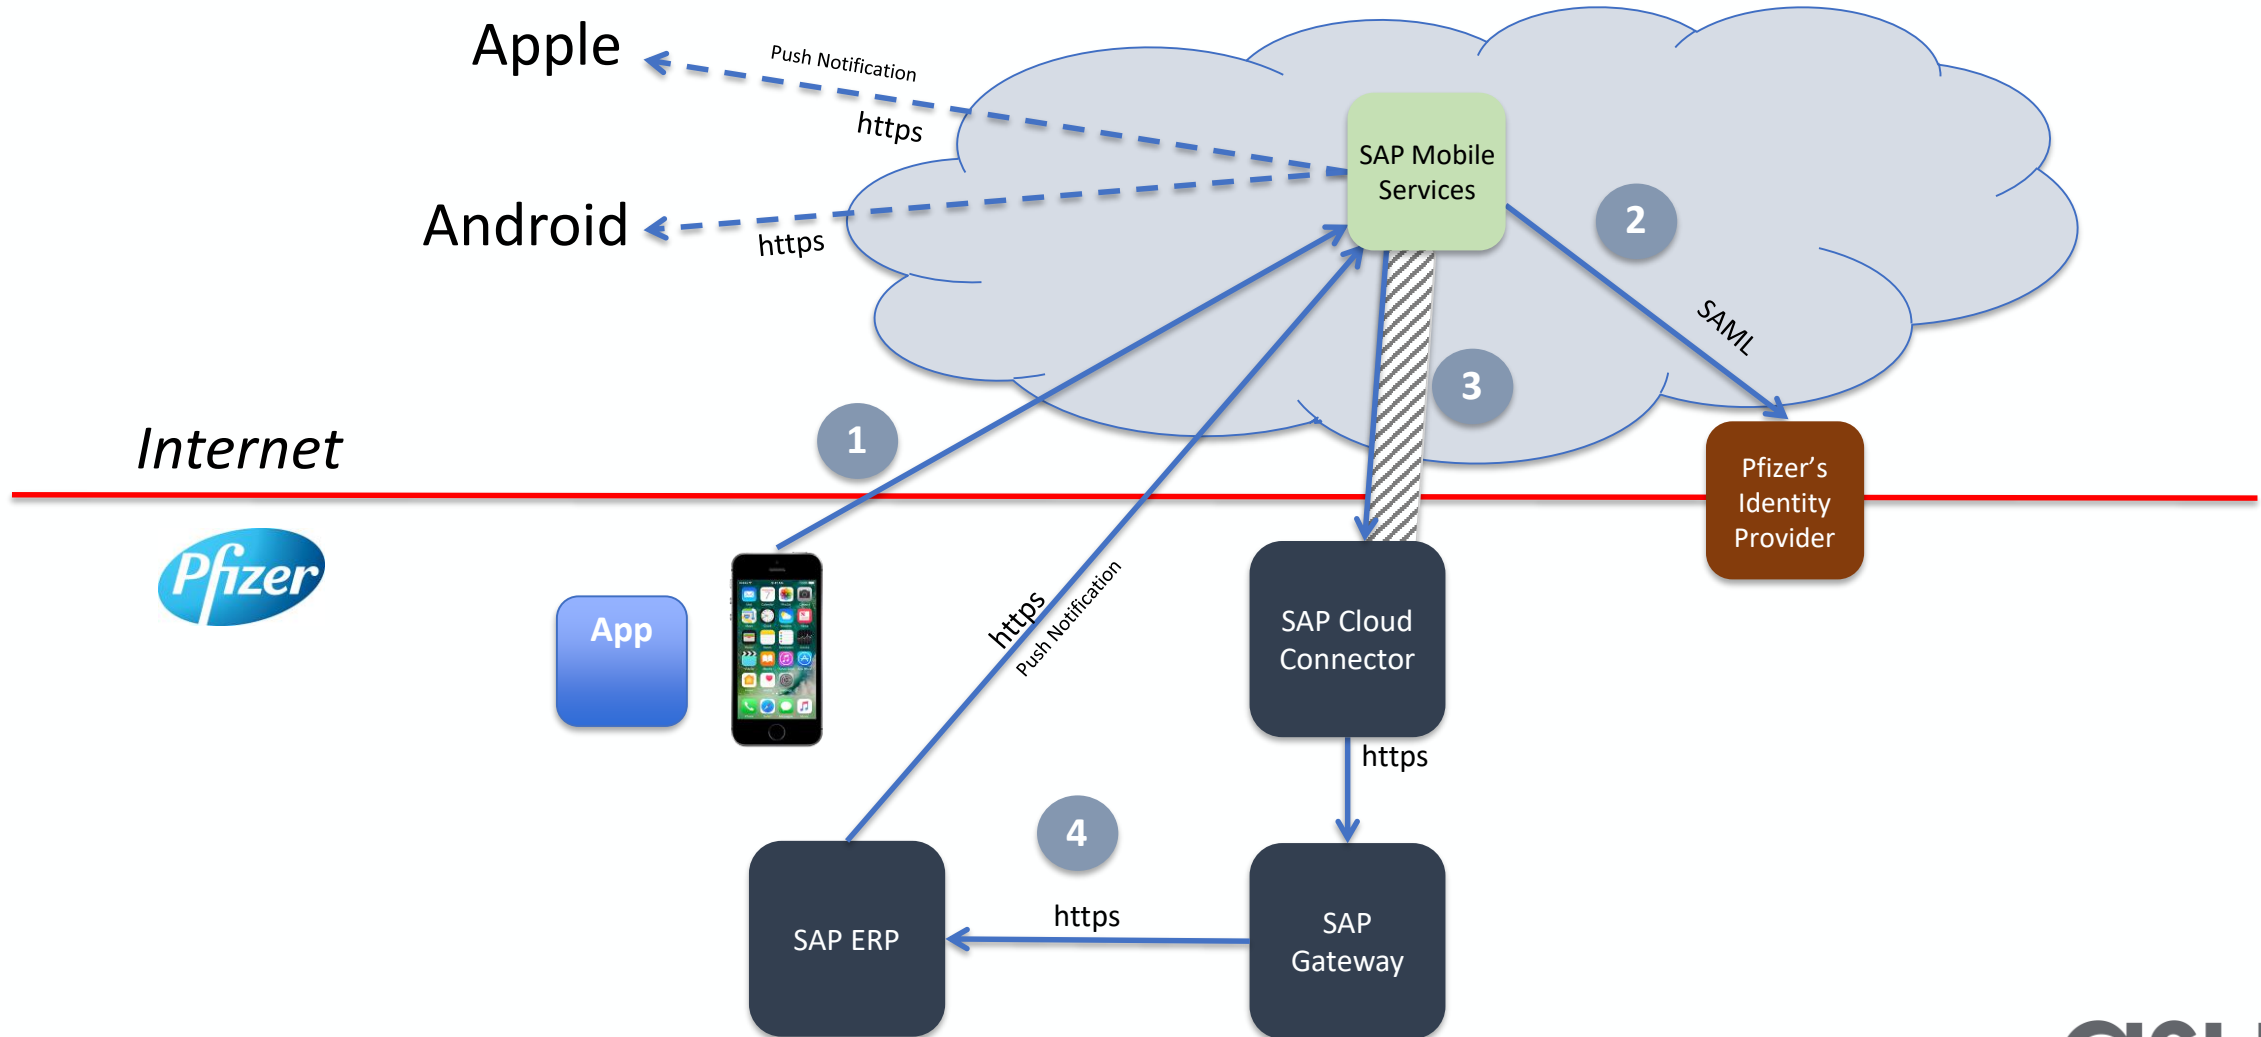 Apple
Push Notification
https
Android
https
SAP Mobile
Services
2
SAML
3
1
Internet
Pfizer's
Identity
Provider
Pfizer
App
https
Push Notification
SAP Cloud
Connector
https
4
https
SAP ERP
SAP
Gateway